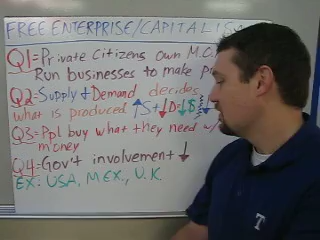 FREE ENTERPRISE/CAPITALIS
Q1=Private Citizens own M.O.
Run businesses to make p
Q2-Supply + Demand decides
what is produced ↑S+↓D=↓$
Q3=Ppl buy what they need w/
money
Q4=Gov't involvement ↓
EX: USA, MEX., U.K.
T